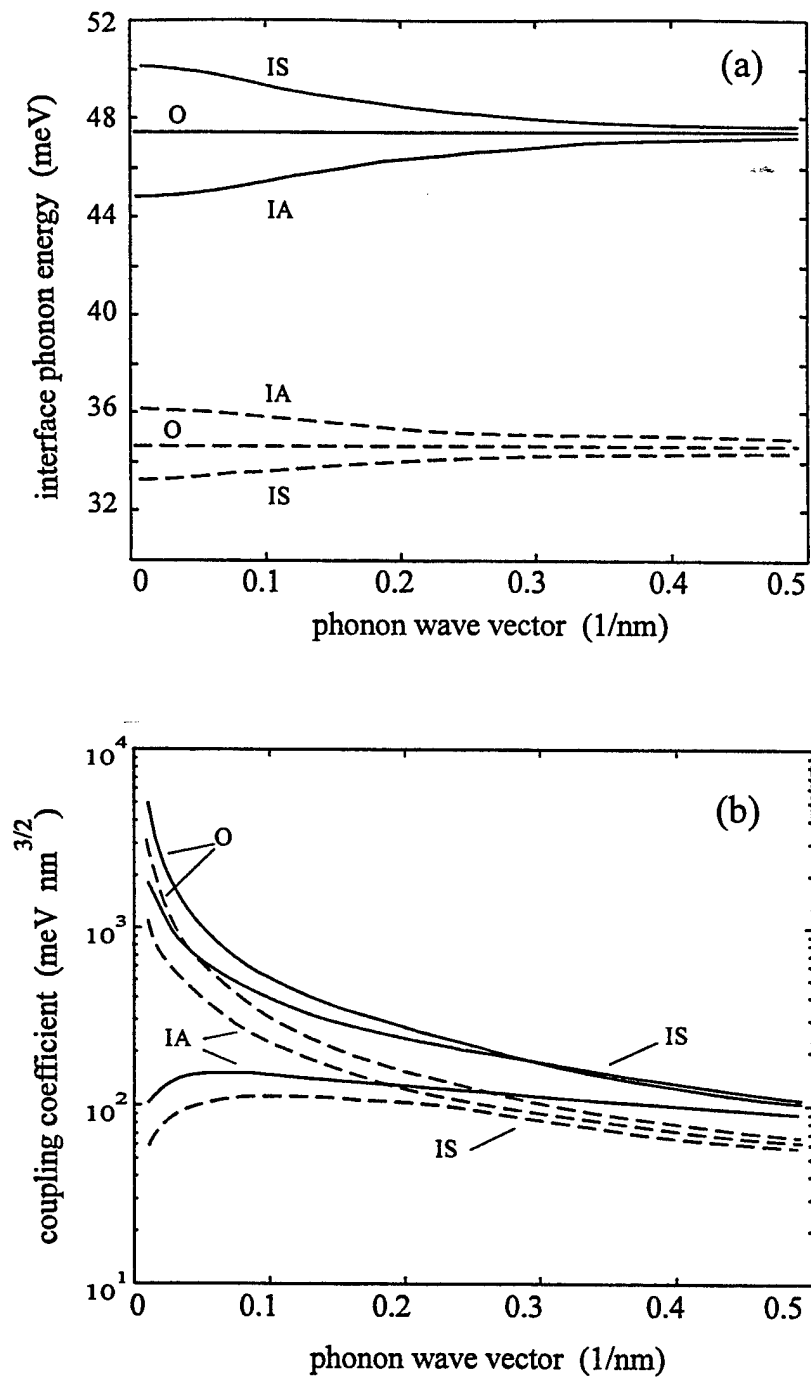 (a)
52
48
44
40
36
32
interface phonon energy (meV)
IS
O
IA
IA
O
IS
0 0.1 0.2 0.3 0.4 0.5
phonon wave vector (1/nm)
(b)
10^4
10^3
10^2
10^1
coupling coefficient (meV nm^3/2)
O
IA
IS
IS
0 0.1 0.2 0.3 0.4 0.5
phonon wave vector (1/nm)